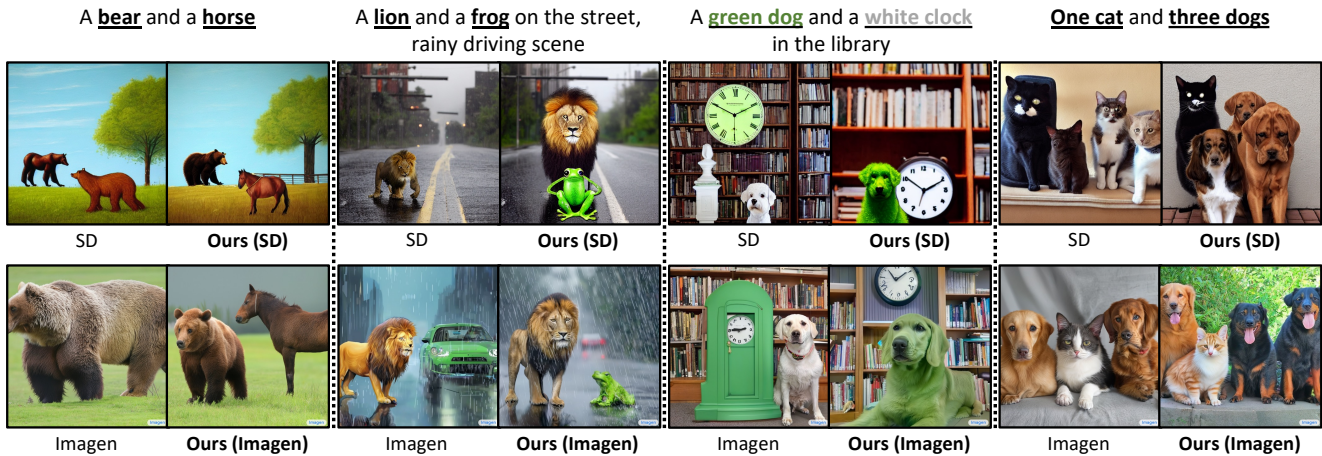 A bear and a horse
A lion and a frog on the street,
rainy driving scene
A green dog and a white clock
in the library
One cat and three dogs
SD
Ours (SD)
SD
Ours (SD)
SD
Ours (SD)
SD
Ours (SD)
Imagen
Ours (Imagen)
Imagen
Ours (Imagen)
Imagen
Ours (Imagen)
Imagen
Ours (Imagen)